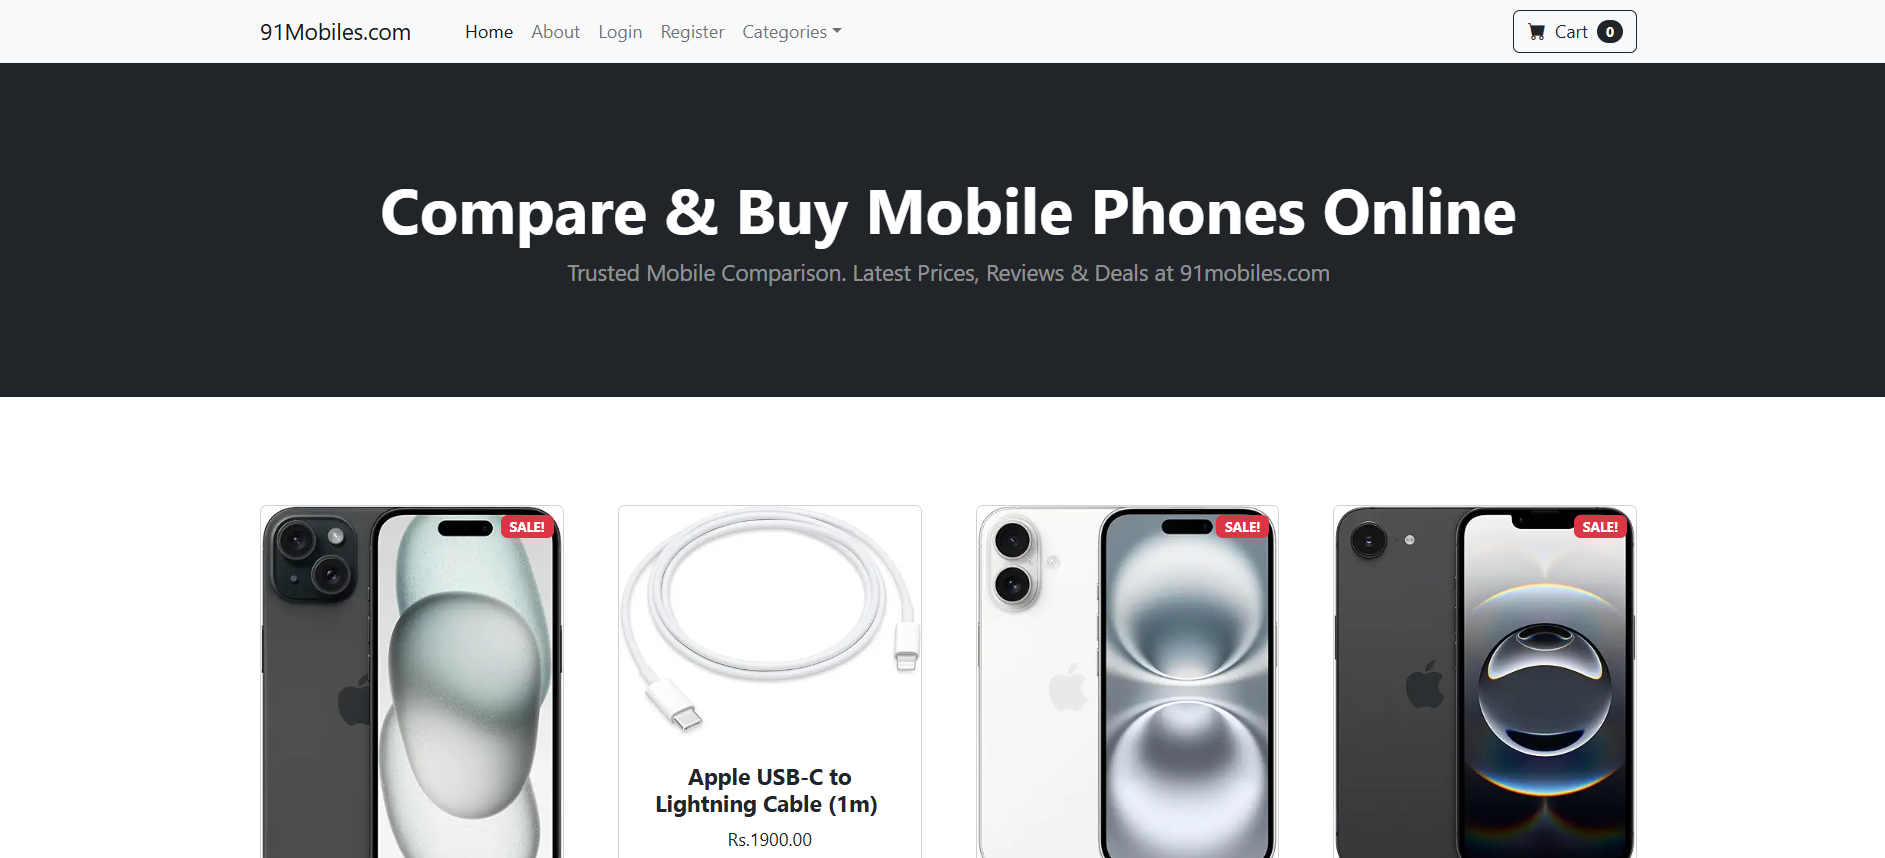 91Mobiles.com Home About Login Register Categories Cart 0
Compare & Buy Mobile Phones Online
Trusted Mobile Comparison. Latest Prices, Reviews & Deals at 91mobiles.com
SALE! SALE! SALE!
Apple USB-C to
Lightning Cable (1m)
Rs.1900.00